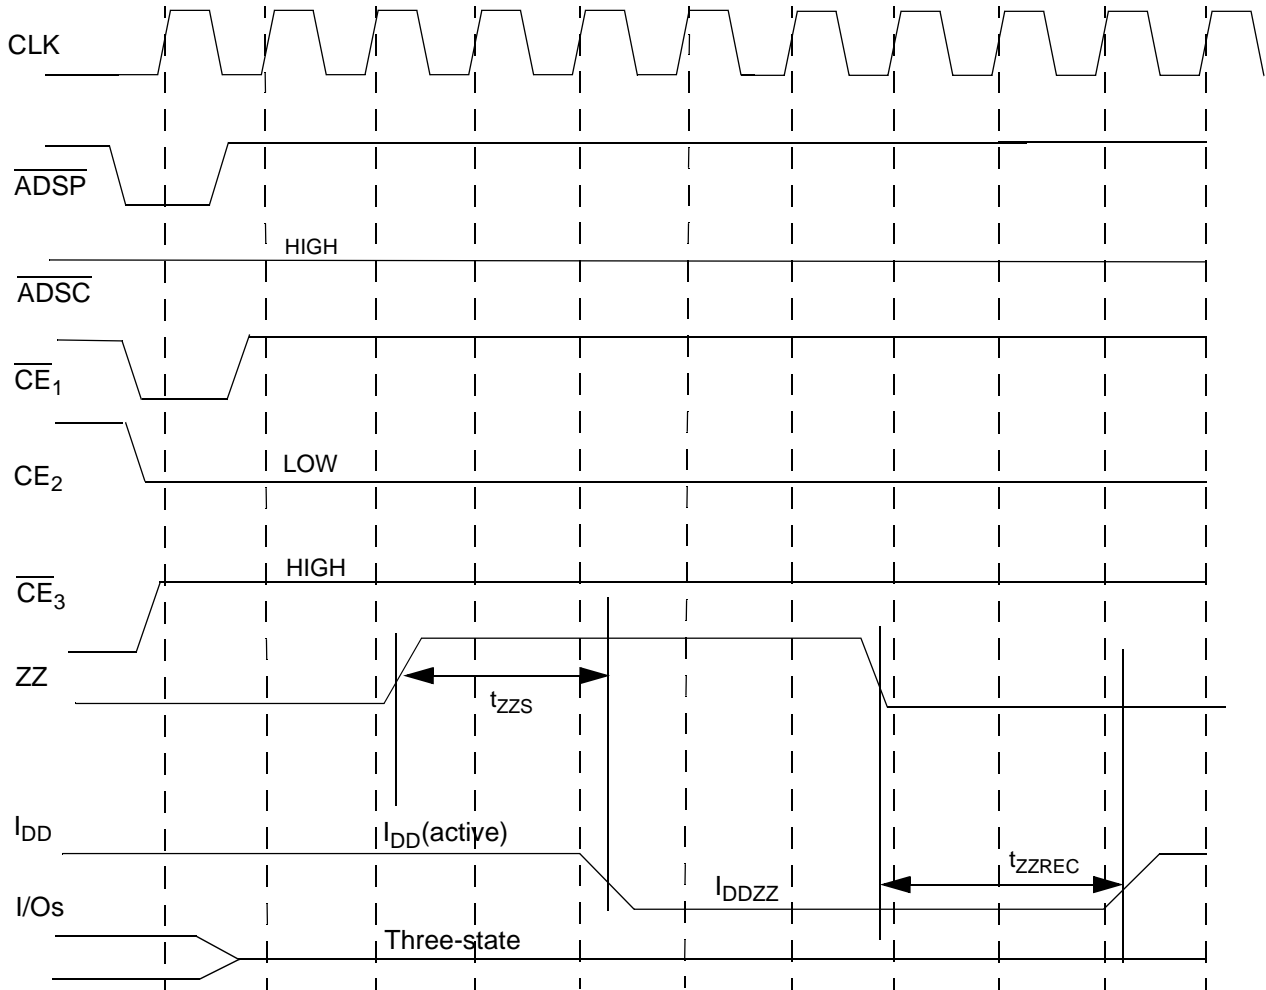 CLK
ADSP
HIGH
ADSC
CE1
LOW
CE2
HIGH
CE3
ZZ
tZZS
IDD
IDD(active)
tZZREC
IDDZZ
I/Os
Three-state